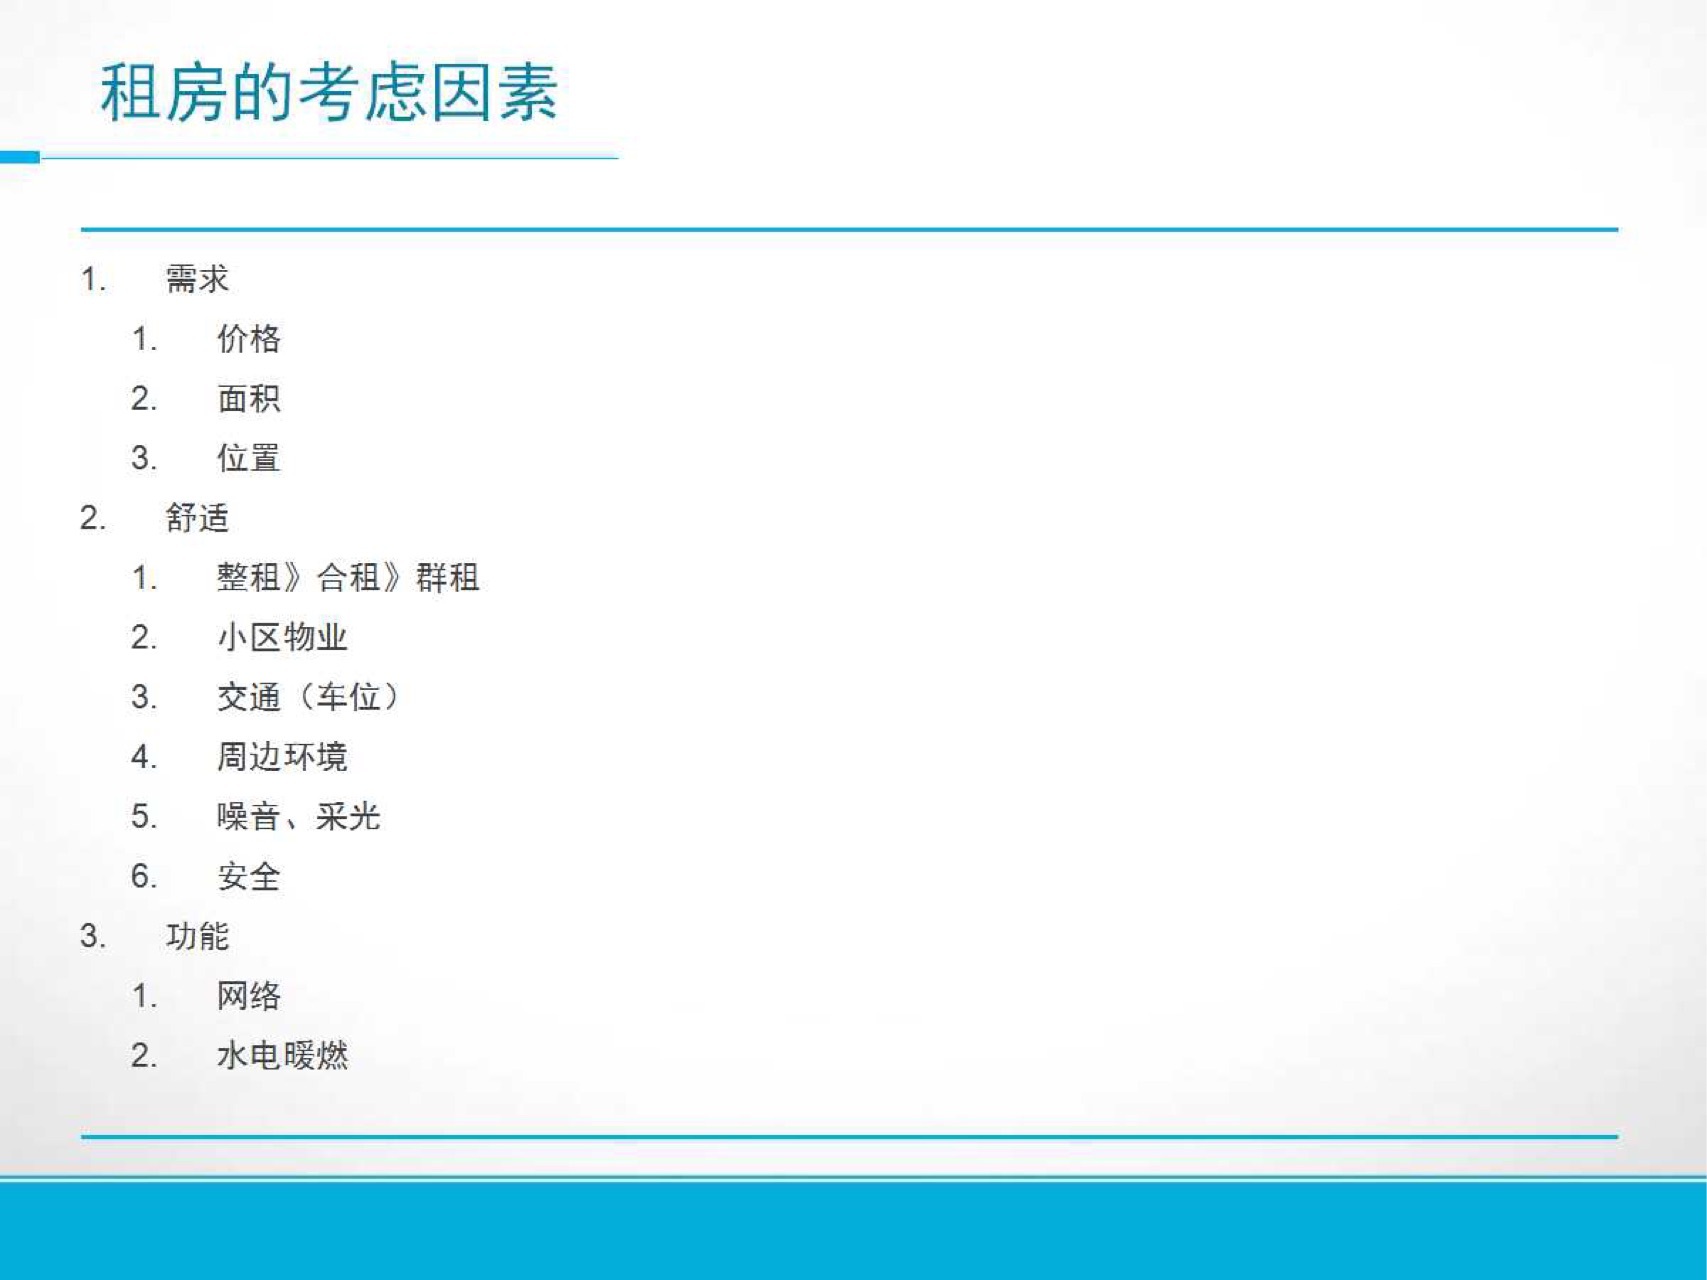 租房的考虑因素
1. 需求
1. 价格
2. 面积
3. 位置
2. 舒适
1. 整租》合租》群租
2. 小区物业
3. 交通（车位）
4. 周边环境
5. 噪音、采光
6. 安全
3. 功能
1. 网络
2. 水电暖燃